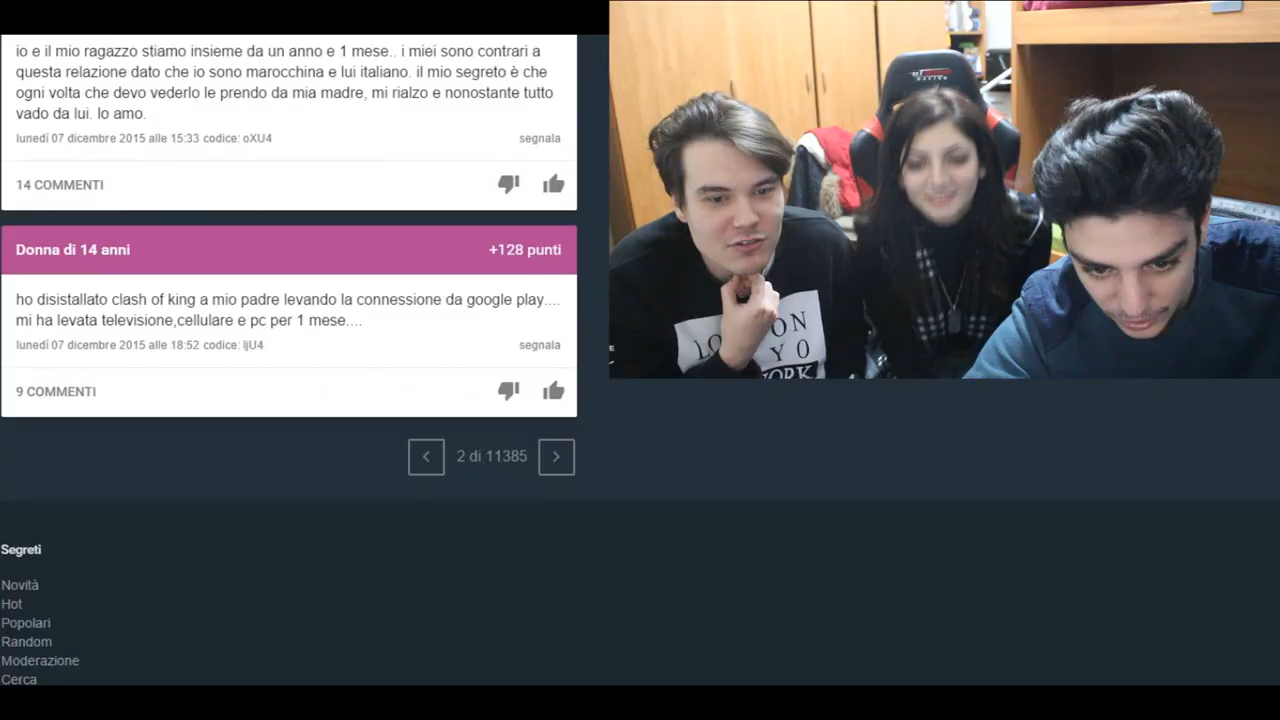 io e il mio ragazzo stiamo insieme da un anno e 1 mese.. i miei sono contrari a
questa relazione dato che io sono marocchina e lui italiano. il mio segreto è che
ogni volta che devo vederlo le prendo da mia madre, mi rialzo e nonostante tutto
vado da lui. lo amo.
lunedì 07 dicembre 2015 alle 15:33 codice: oXU4 segnala
14 COMMENTI
Donna di 14 anni +128 punti
ho disistallato clash of king a mio padre levando la connessione da google play....
mi ha levata televisione,cellulare e pc per 1 mese....
lunedì 07 dicembre 2015 alle 18:52 codice: ljU4 segnala
9 COMMENTI
2 di 11385
Segreti
Novità
Hot
Popolari
Random
Moderazione
Cerca
RACING
LO ON
YO
YORK